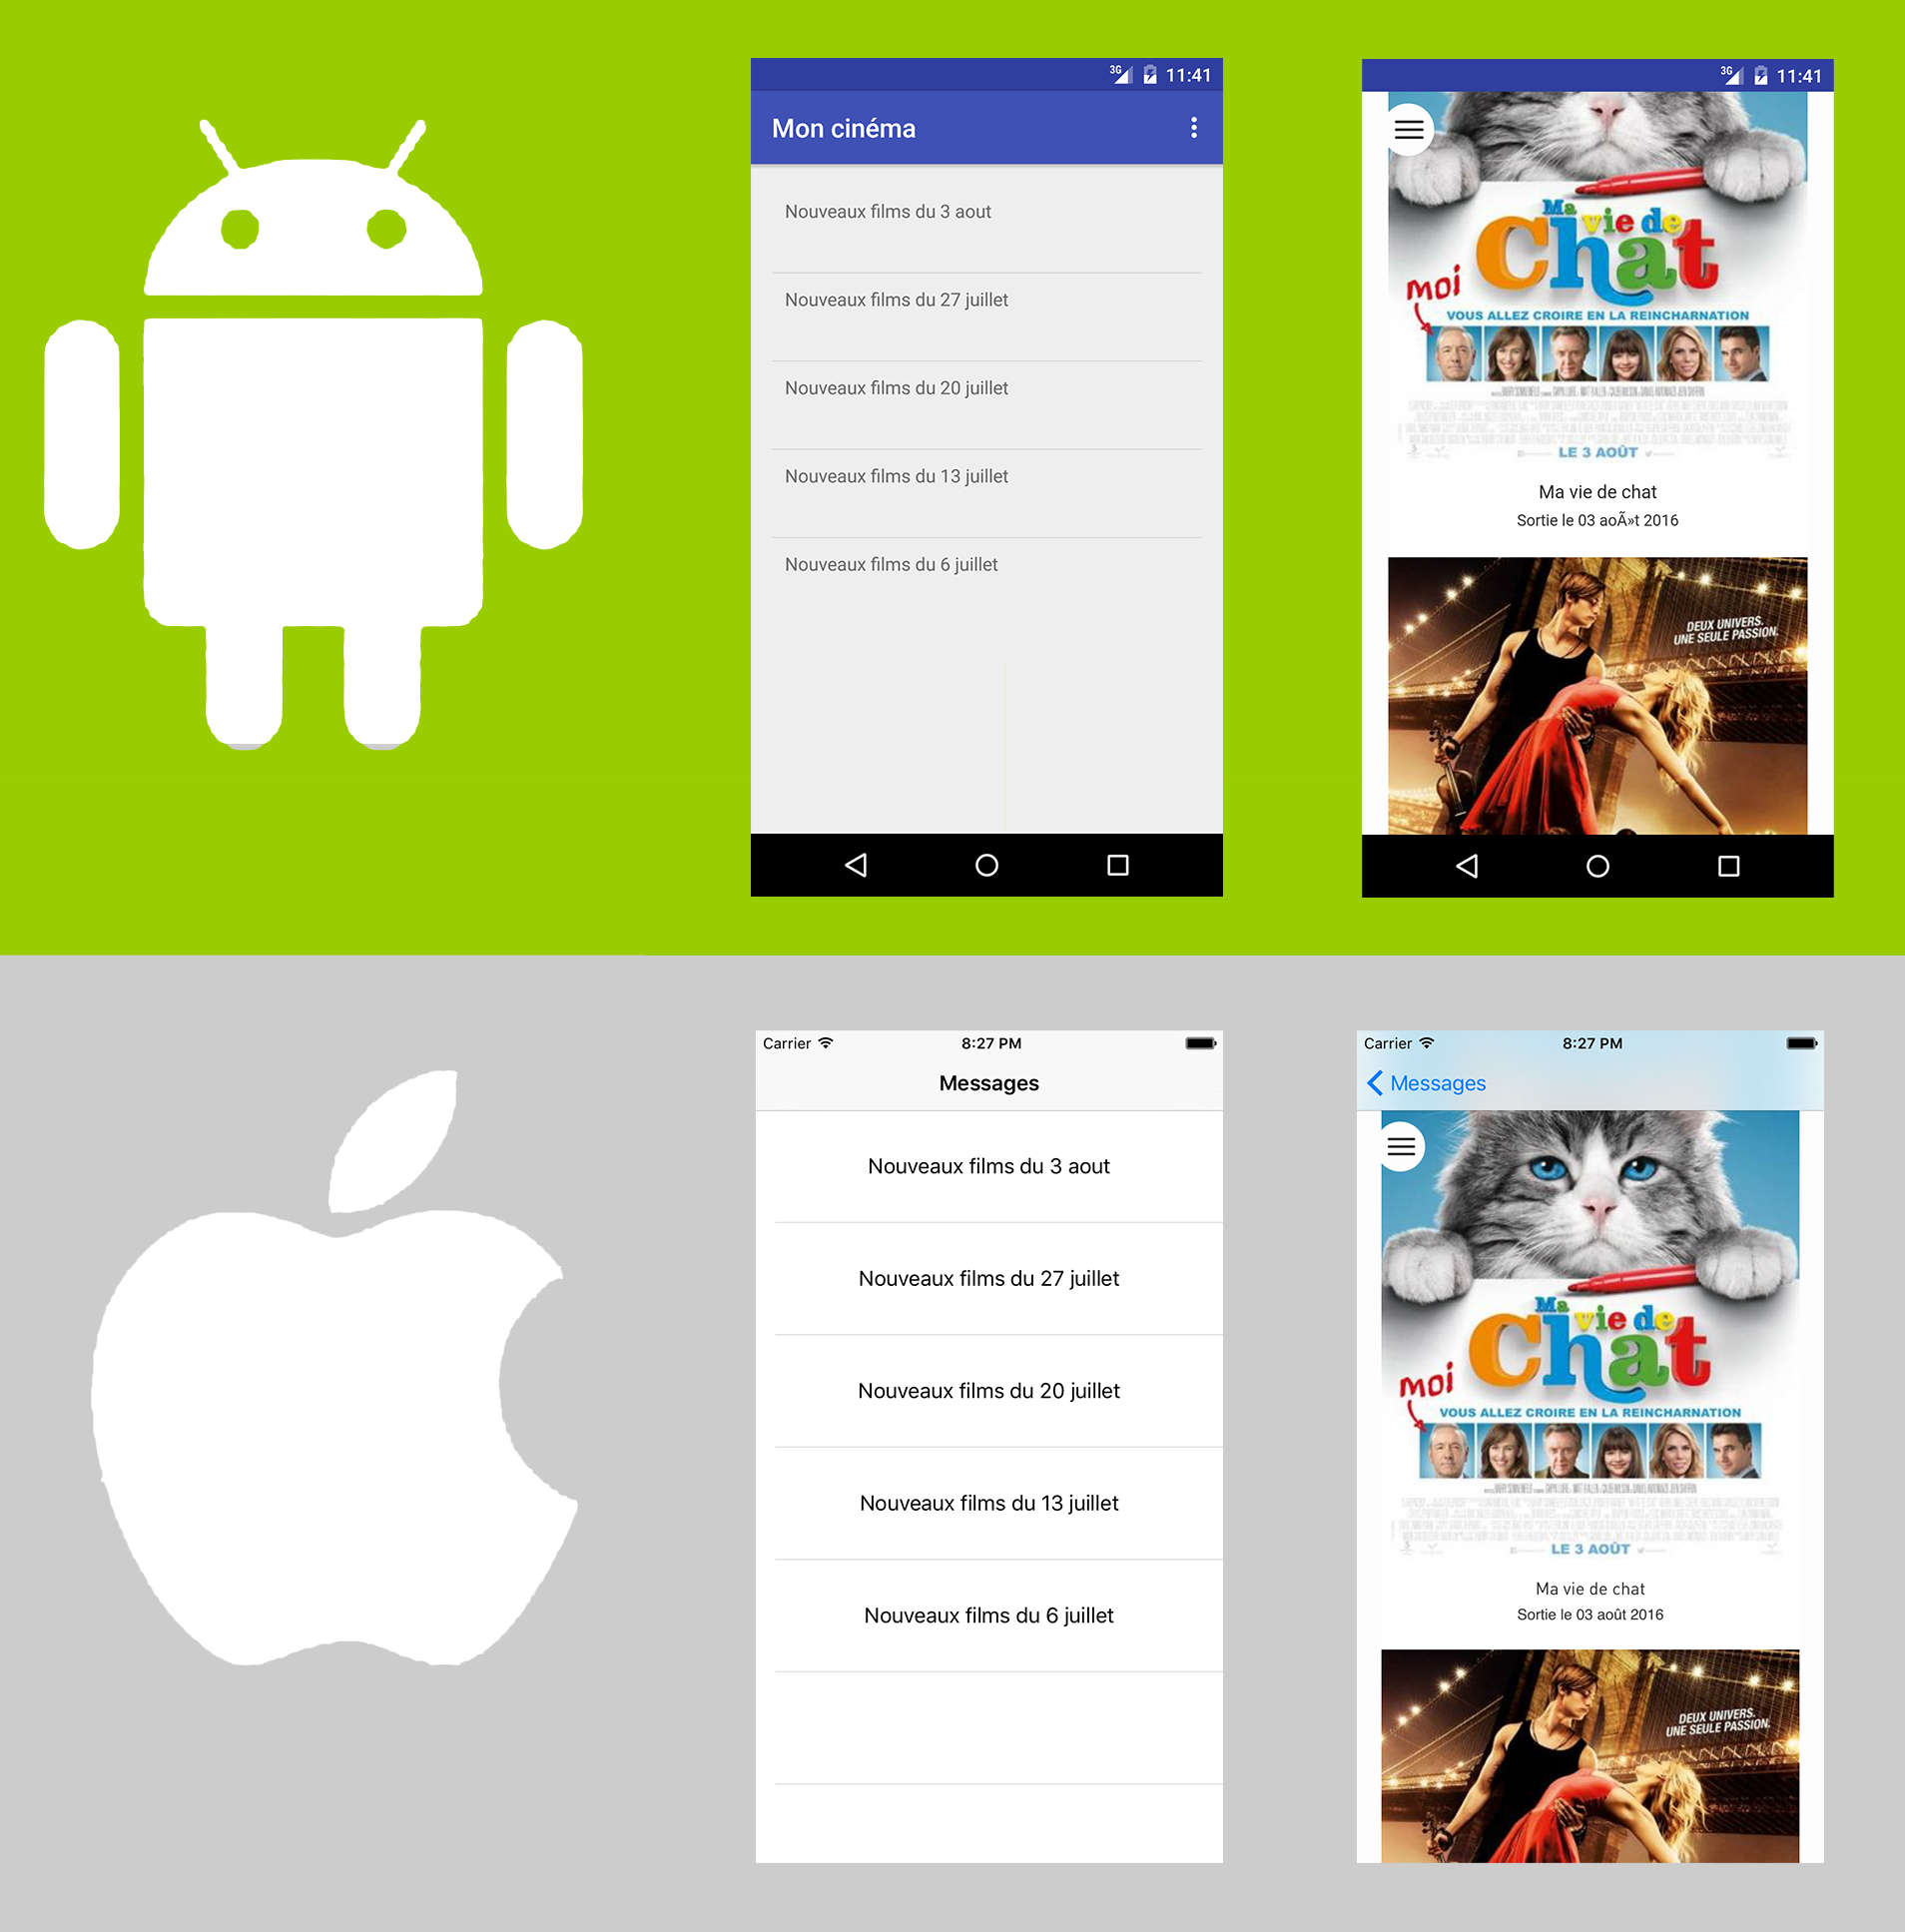 3G 11:41
Mon cinéma
Nouveaux films du 3 aout
Nouveaux films du 27 juillet
Nouveaux films du 20 juillet
Nouveaux films du 13 juillet
Nouveaux films du 6 juillet
3G 11:41
Ma vie de
Chat
moi
VOUS ALLEZ CROIRE EN LA REINCHARNATION
LE 3 AOÛT
Ma vie de chat
Sortie le 03 aoÃ»t 2016
DEUX UNIVERS.
UNE SEULE PASSION.
Carrier 8:27 PM
Messages
Nouveaux films du 3 aout
Nouveaux films du 27 juillet
Nouveaux films du 20 juillet
Nouveaux films du 13 juillet
Nouveaux films du 6 juillet
Carrier 8:27 PM
Messages
Ma vie de
Chat
moi
VOUS ALLEZ CROIRE EN LA REINCHARNATION
LE 3 AOÛT
Ma vie de chat
Sortie le 03 août 2016
DEUX UNIVERS.
UNE SEULE PASSION.